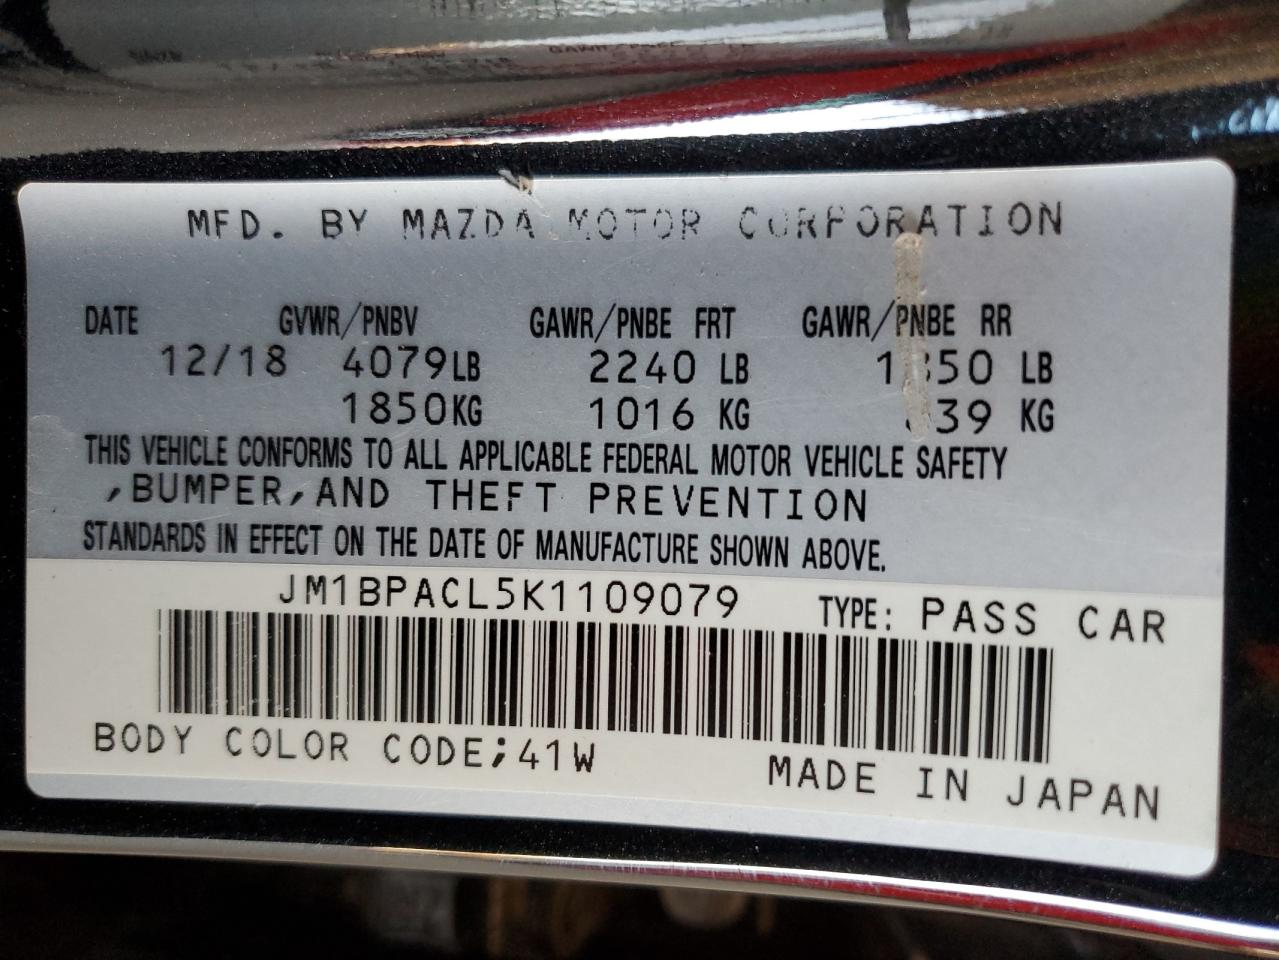 MFD. BY MAZDA MOTOR CORPORATION
DATE GVWR/PNBV GAWR/PNBE FRT GAWR/PNBE RR
12/18 4079LB 2240 LB LB
1850KG 1016 KG KG
THIS VEHICLE CONFORMS TO ALL APPLICABLE FEDERAL MOTOR VEHICLE SAFETY
,BUMPER,AND THEFT PREVENTION
STANDARDS IN EFFECT ON THE DATE OF MANUFACTURE SHOWN ABOVE.
JM1BPACL5K1109079 TYPE: PASS CAR
BODY COLOR CODE;41W MADE IN JAPAN